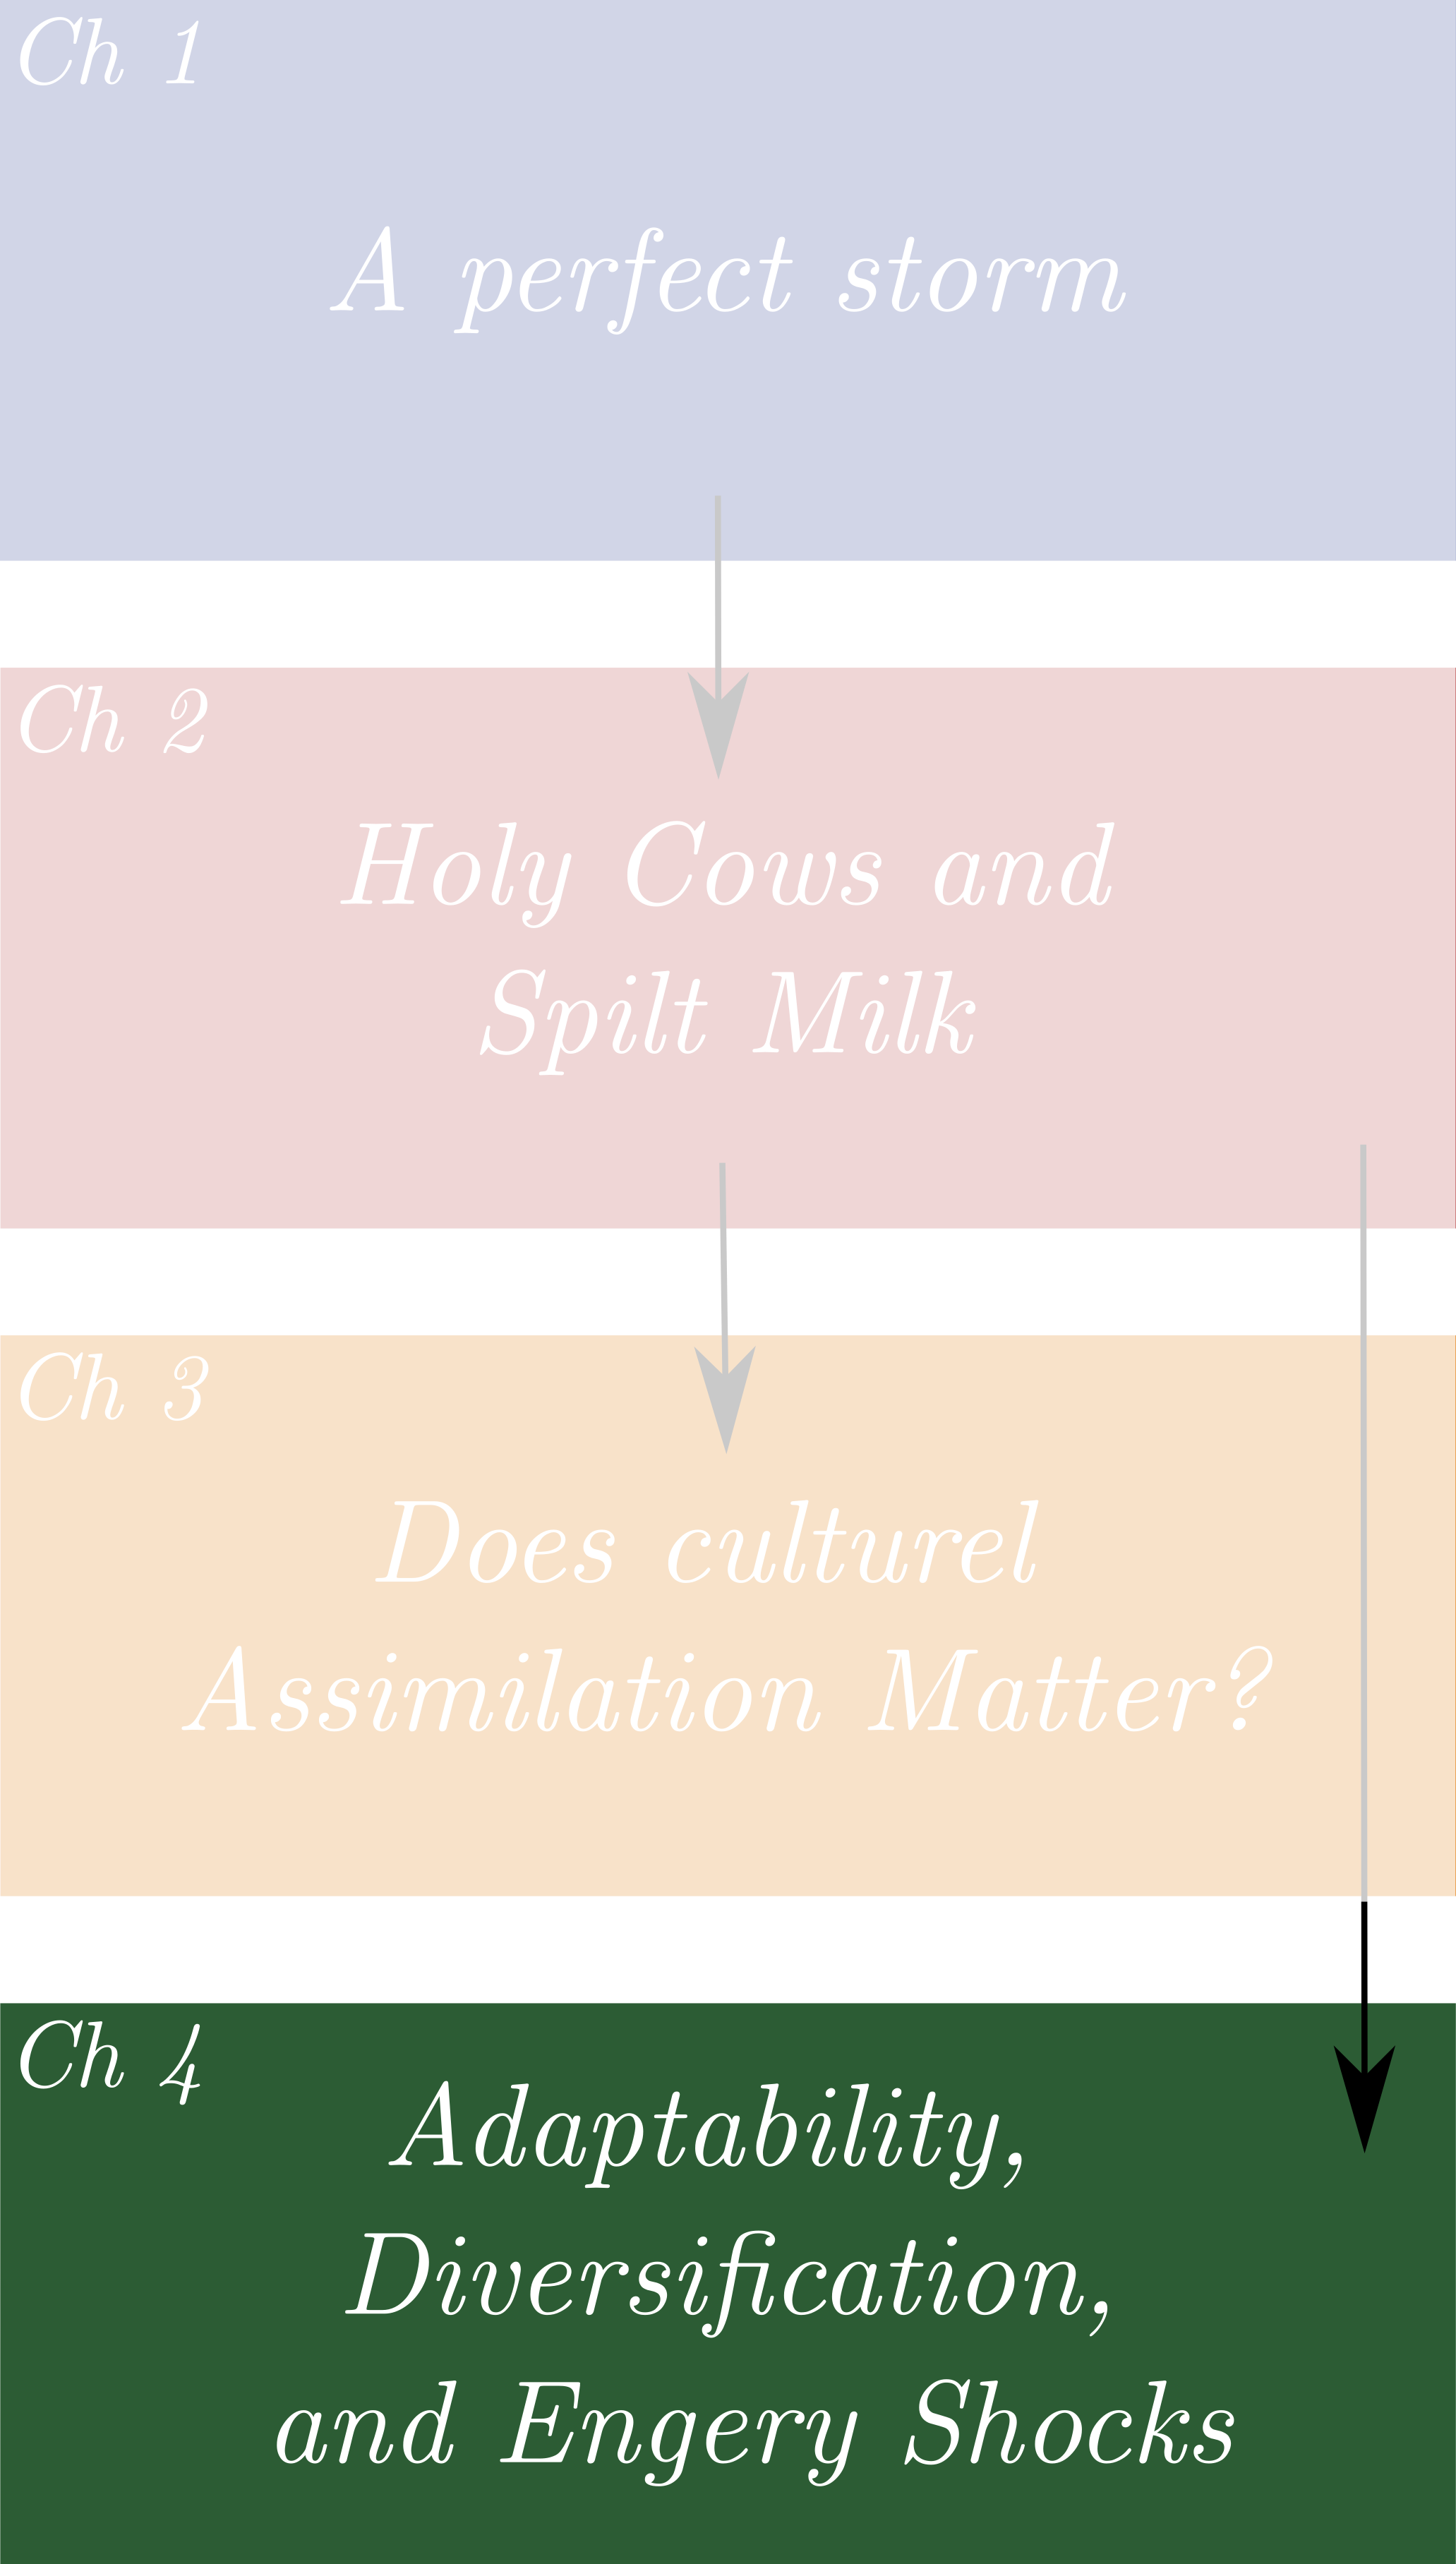 Ch 1
A perfect storm
Ch 2
Holy Cows and
Spilt Milk
Ch 3
Does culturel
Assimilation Matter?
Ch 4
Adaptability,
Diversification,
and Engery Shocks